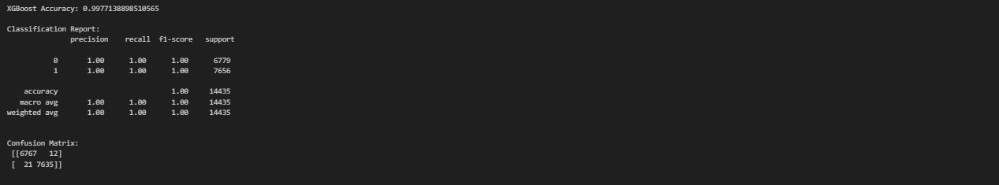 XGBoost Accuracy: 0.9977138898510565
Classification Report:
precision recall f1-score support
0 1.00 1.00 1.00 6779
1 1.00 1.00 1.00 7656
accuracy 1.00 14435
macro avg 1.00 1.00 1.00 14435
weighted avg 1.00 1.00 1.00 14435
Confusion Matrix:
[[6767 12]
[ 21 7635]]